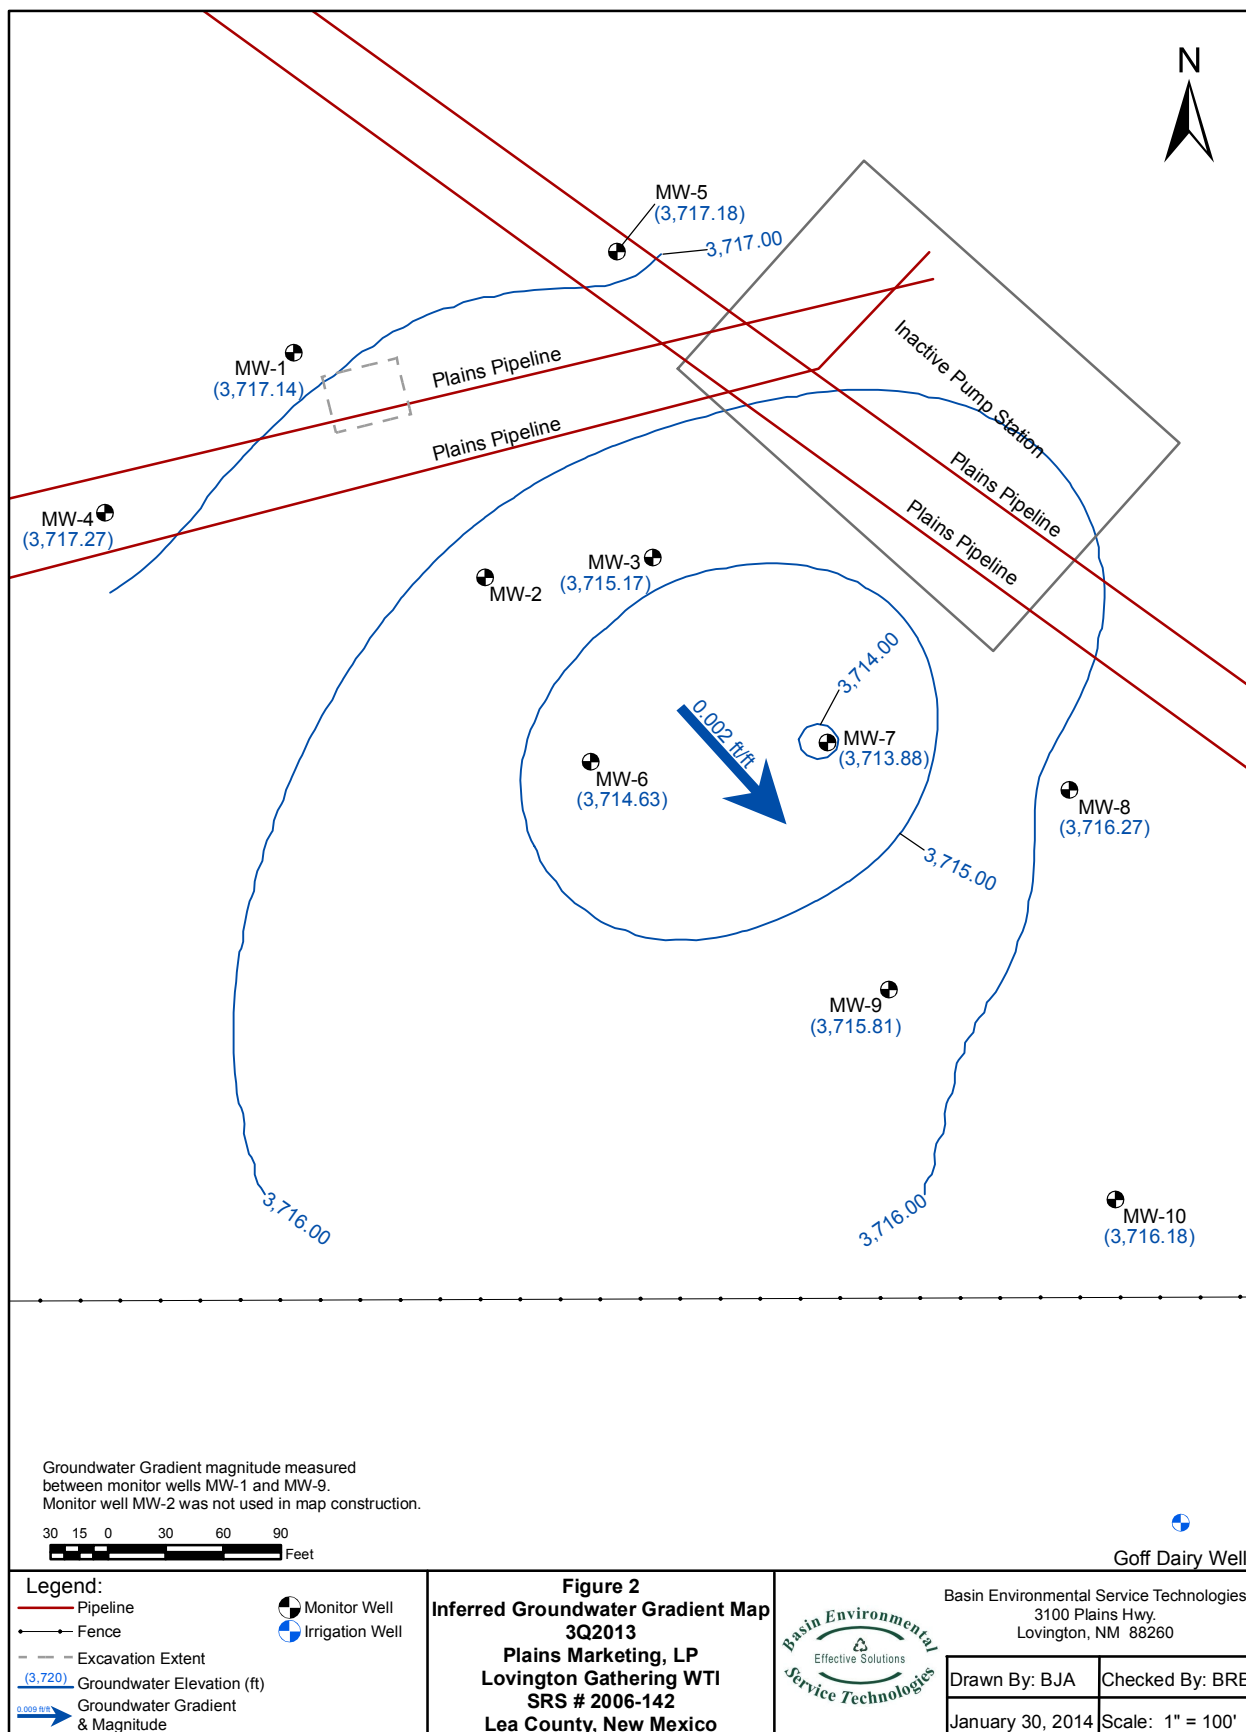 N
MW-5
(3,717.18)
3,717.00
MW-1
(3,717.14)
Plains Pipeline
Plains Pipeline
Inactive Pump Station
Plains Pipeline
Plains Pipeline
MW-4
(3,717.27)
MW-3
(3,715.17)
MW-2
3,714.00
0.002 ft/ft
MW-7
(3,713.88)
MW-6
(3,714.63)
MW-8
(3,716.27)
3,715.00
MW-9
(3,715.81)
3,716.00
3,716.00
MW-10
(3,716.18)
Groundwater Gradient magnitude measured
between monitor wells MW-1 and MW-9.
Monitor well MW-2 was not used in map construction.
30 15 0 30 60 90
Feet
Goff Dairy Well
Legend:
Pipeline
Fence
Excavation Extent
(3,720) Groundwater Elevation (ft)
0.009 ft/ft Groundwater Gradient
& Magnitude
Monitor Well
Irrigation Well
Figure 2
Inferred Groundwater Gradient Map
3Q2013
Plains Marketing, LP
Lovington Gathering WTI
SRS # 2006-142
Lea County, New Mexico
Basin Environmental
Effective Solutions
Service Technologies
Basin Environmental Service Technologies
3100 Plains Hwy.
Lovington, NM 88260
Drawn By: BJA
Checked By: BRB
January 30, 2014
Scale: 1" = 100'